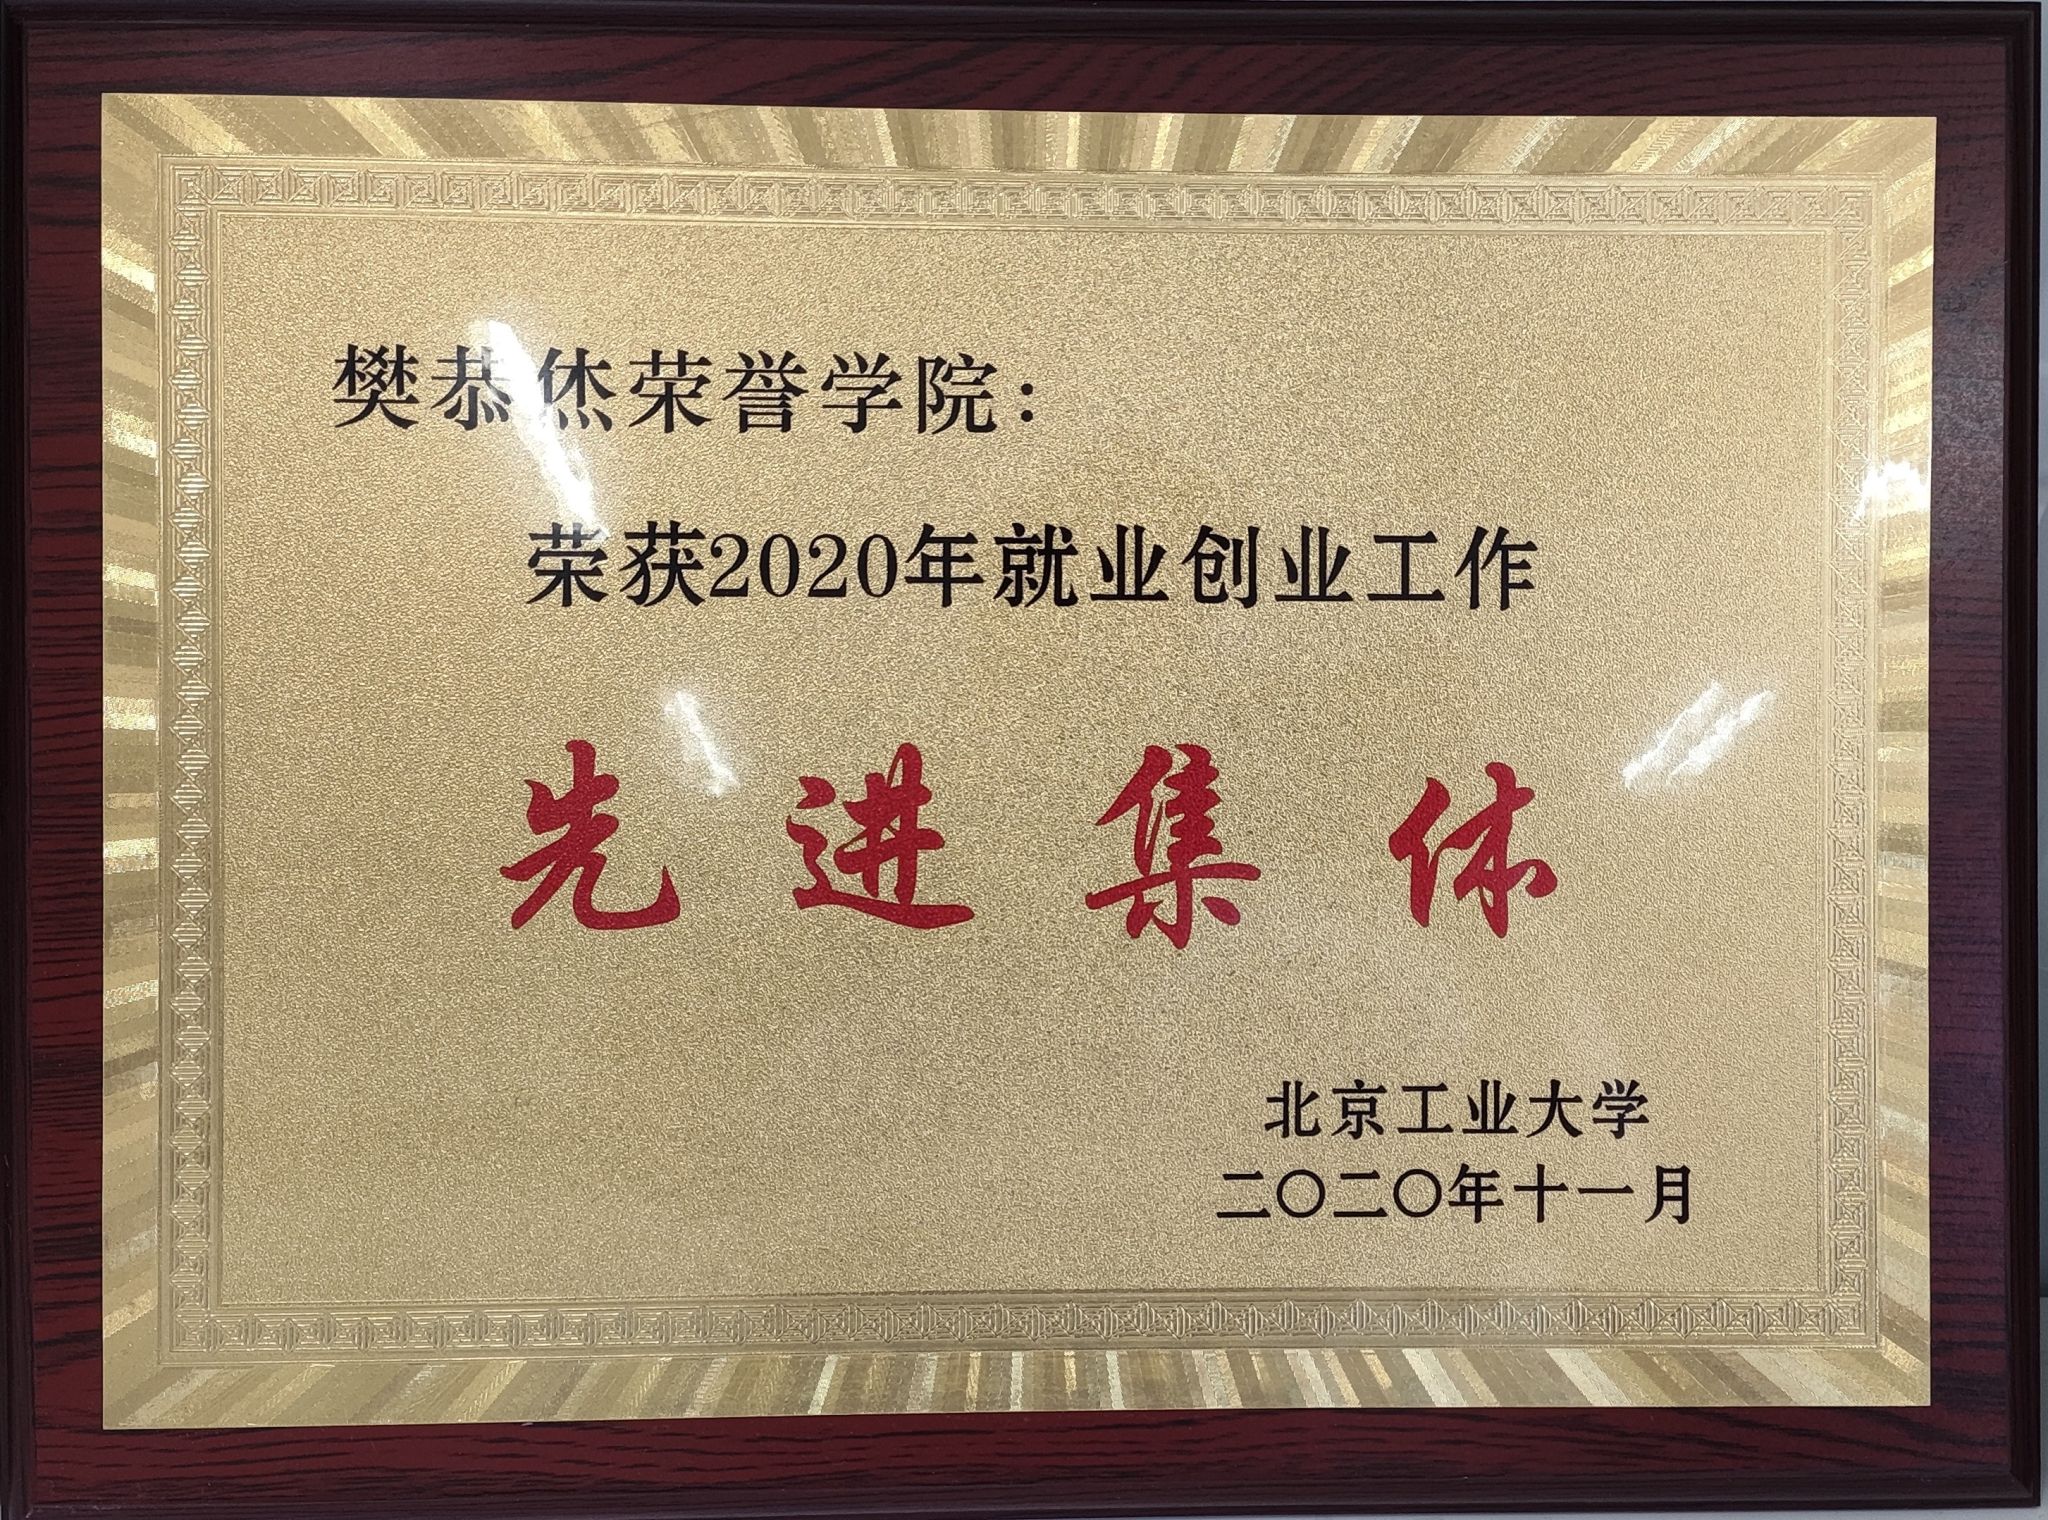 樊恭烋荣誉学院：
荣获2020年就业创业工作
先进集体
北京工业大学
二〇二〇年十一月